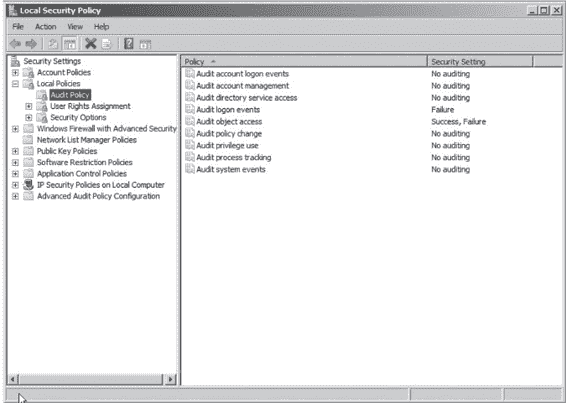 Local Security Policy
File Action View Help
Security Settings
Account Policies
Local Policies
Audit Policy
User Rights Assignment
Security Options
Windows Firewall with Advanced Security
Network List Manager Policies
Public Key Policies
Software Restriction Policies
Application Control Policies
IP Security Policies on Local Computer
Advanced Audit Policy Configuration
Policy Security Setting
Audit account logon events No auditing
Audit account management No auditing
Audit directory service access No auditing
Audit logon events Failure
Audit object access Success, Failure
Audit policy change No auditing
Audit privilege use No auditing
Audit process tracking No auditing
Audit system events No auditing